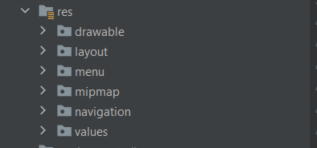 res
drawable
layout
menu
mipmap
navigation
values